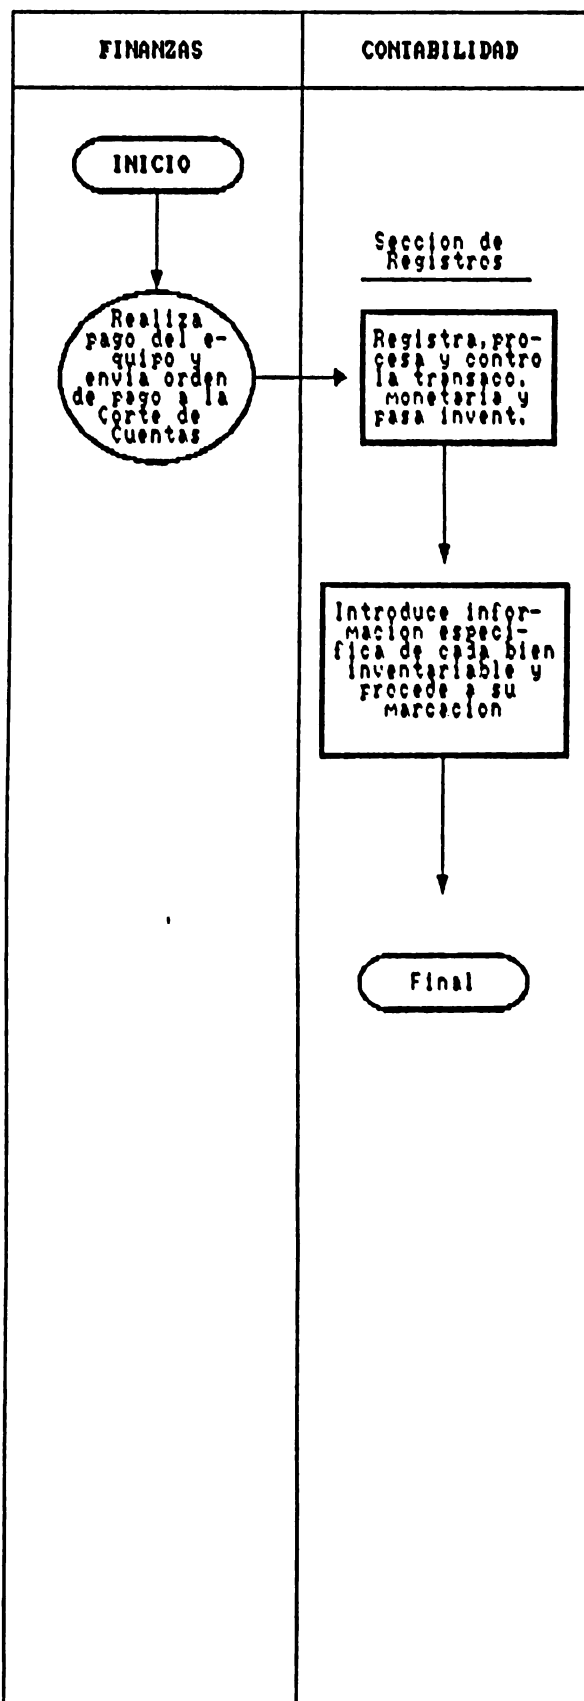 FINANZAS
CONTABILIDAD
INICIO
Realiza
pago del e-
quipo y
envia orden
de pago a la
Corte de
Cuentas
Seccion de
Registros
Registra, pro-
cesa y contro
la transacc.
monetaria y
pasa invent.
Introduce infor-
macion especi-
fica de cada bien
inventariable y
procede a su
marcacion
Final